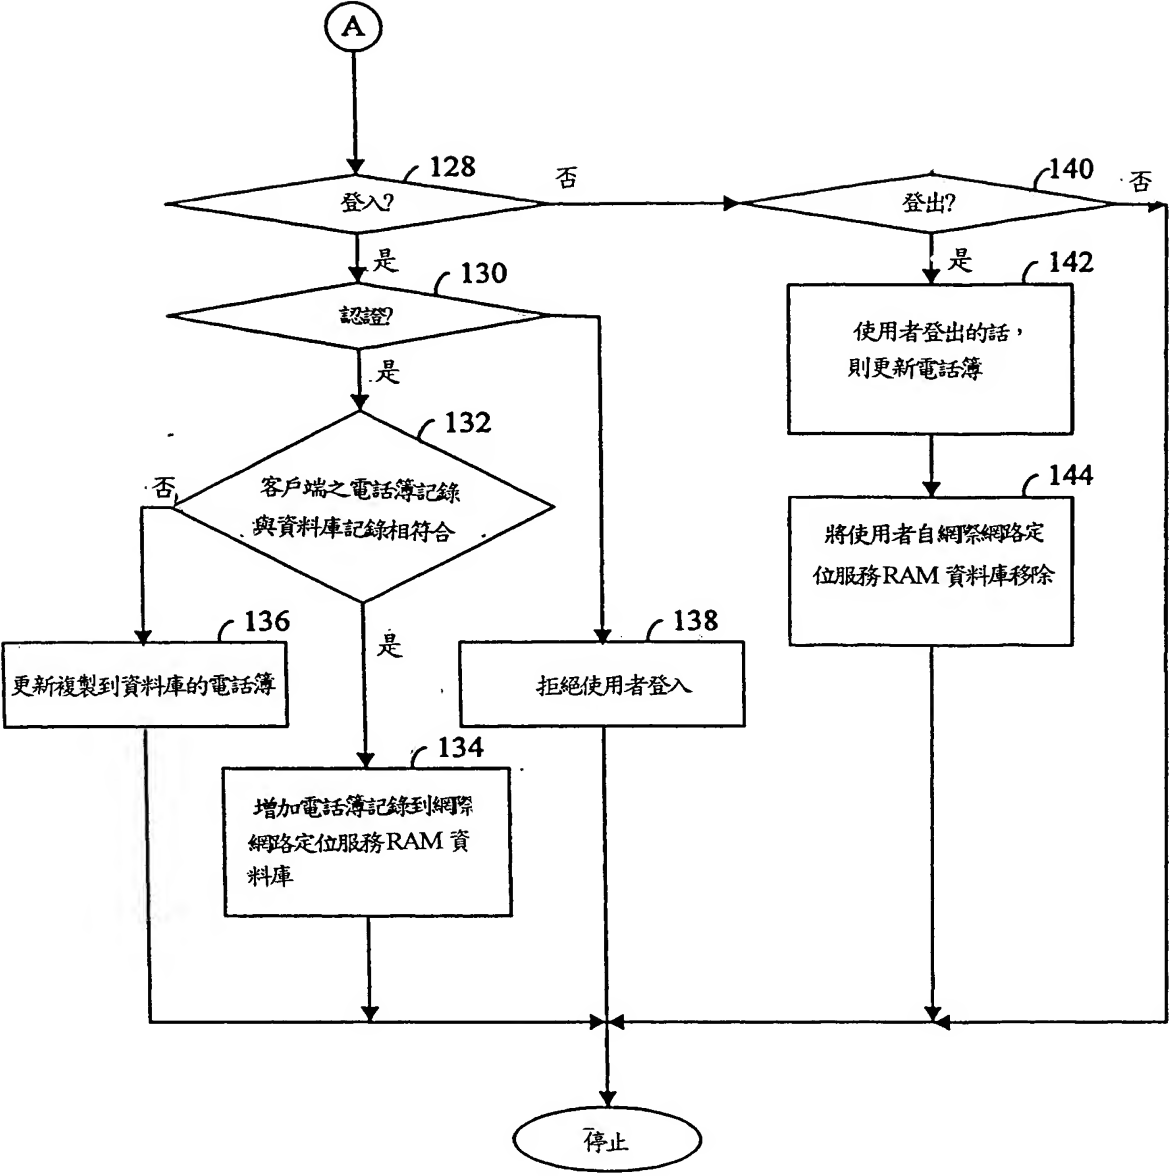 A
128
登入?
否
140
登出?
否
是
130
認證?
是
142
使用者登出的話，
則更新電話簿
是
132
客戶端之電話簿記錄
與資料庫記錄相符合
否
144
將使用者自網際網路定
位服務RAM 資料庫移除
136
更新複製到資料庫的電話簿
是
138
拒絕使用者登入
134
增加電話簿記錄到網際
網路定位服務RAM 資
料庫
停止